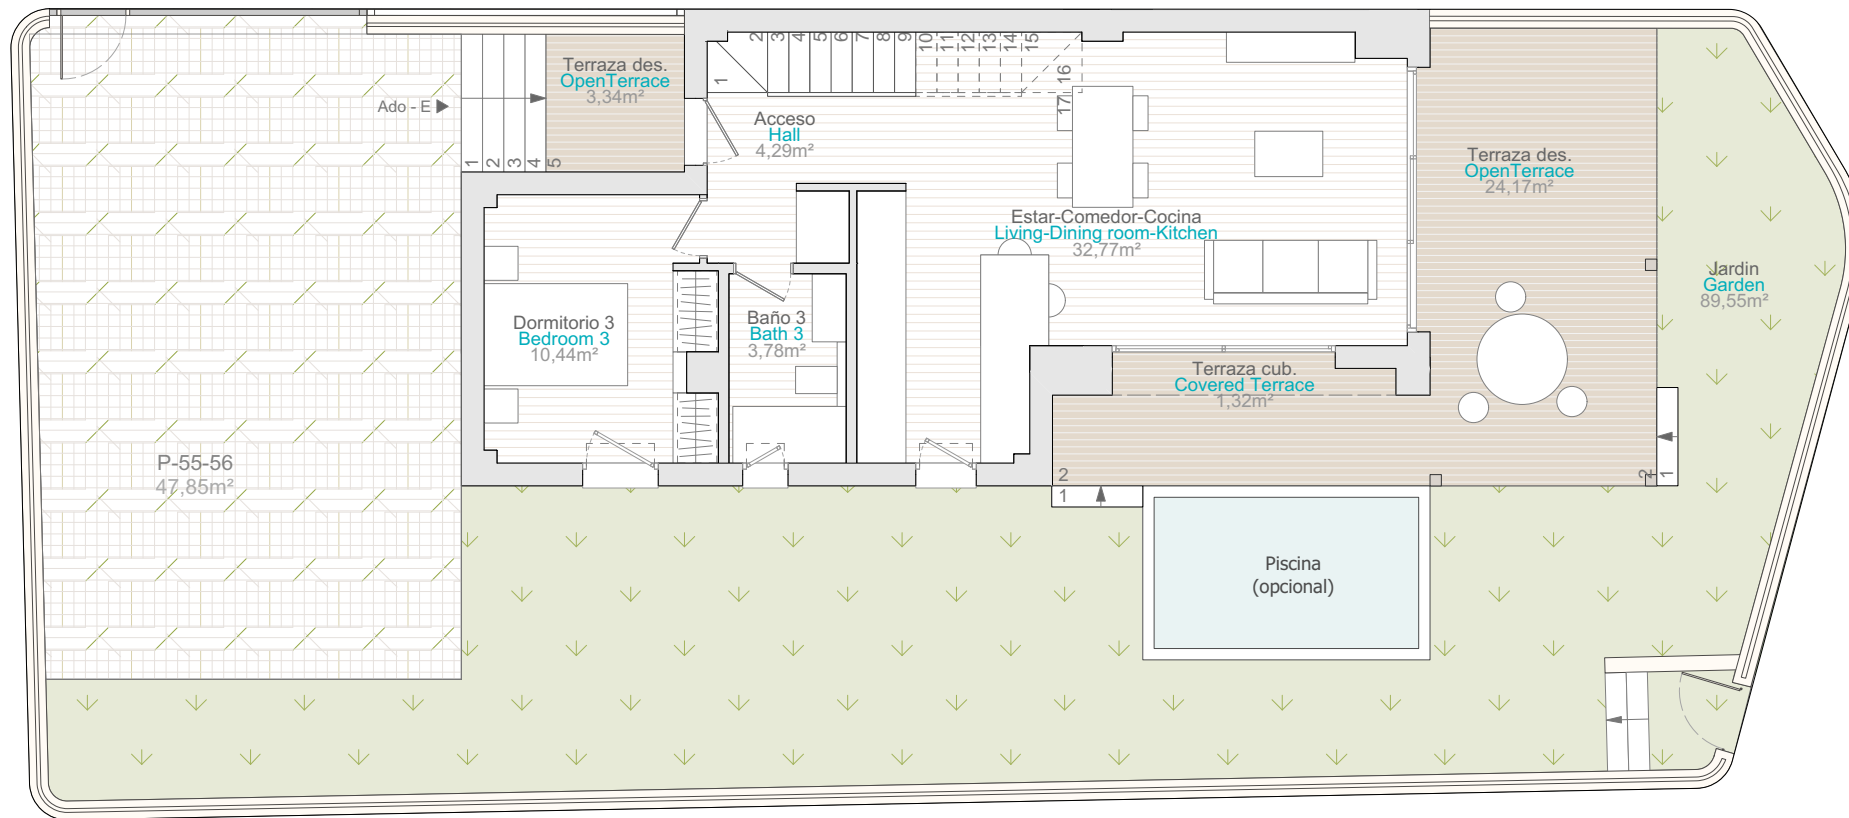 Terraza des.
OpenTerrace
3,34m²
Ado - E
1
2
3
4
5
1
2
3
4
5
6
7
8
9
10
11
12
13
14
15
16
17
Acceso
Hall
4,29m²
Terraza des.
OpenTerrace
24,17m²
Estar-Comedor-Cocina
Living-Dining room-Kitchen
32,77m²
Jardin
Garden
89,55m²
Dormitorio 3
Bedroom 3
10,44m²
Baño 3
Bath 3
3,78m²
Terraza cub.
Covered Terrace
1,32m²
P-55-56
47,85m²
2
1
2
1
Piscina
(opcional)